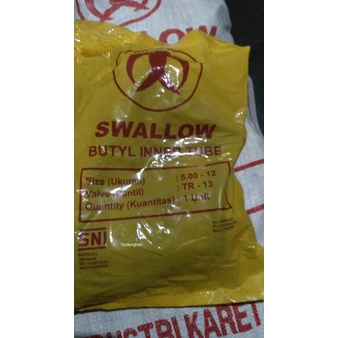 SWALLOW
BUTYL INNER TUBE
Size (Ukuran) : 5.00 - 12
Valve (Pentil) : TR - 13
Quantity (Kuantitas) : 1 Unit
SNI
USTRI KARET